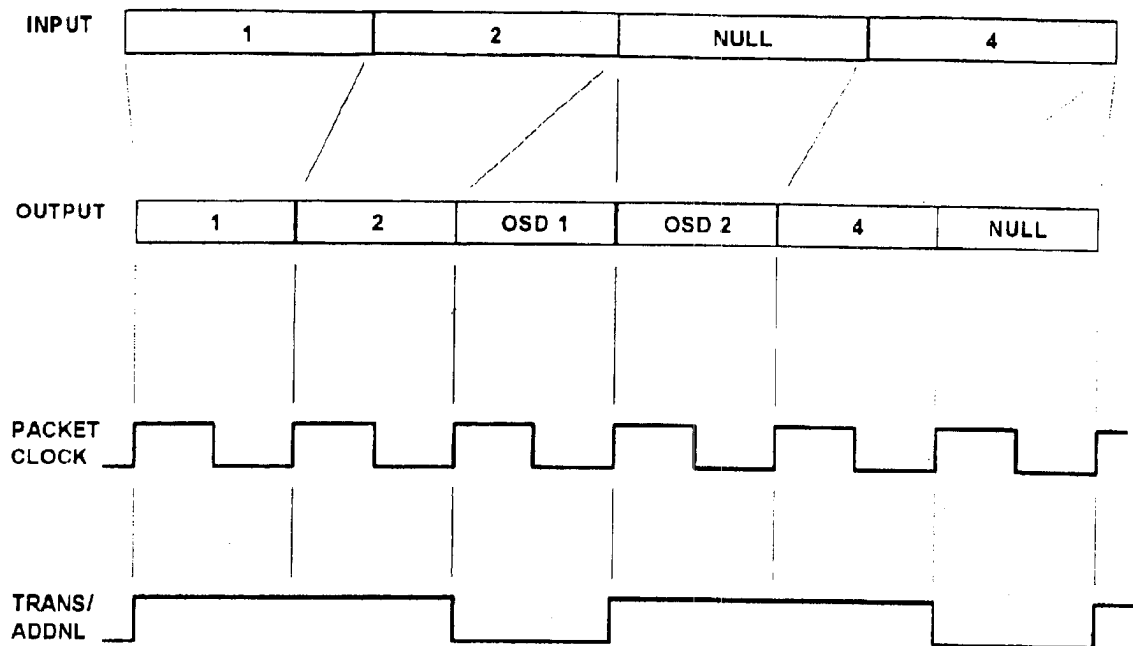 INPUT 1 2 NULL 4
OUTPUT 1 2 OSD 1 OSD 2 4 NULL
PACKET
CLOCK
TRANS/
ADDNL